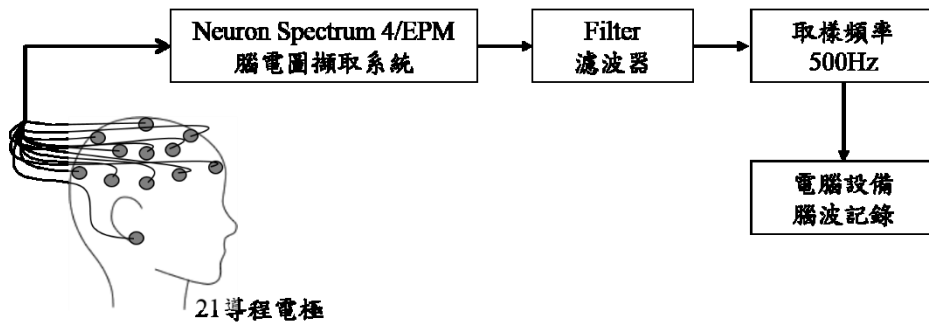 Neuron Spectrum 4/EPM
腦電圖擷取系統
Filter
濾波器
取樣頻率
500Hz
電腦設備
腦波記錄
21導程電極